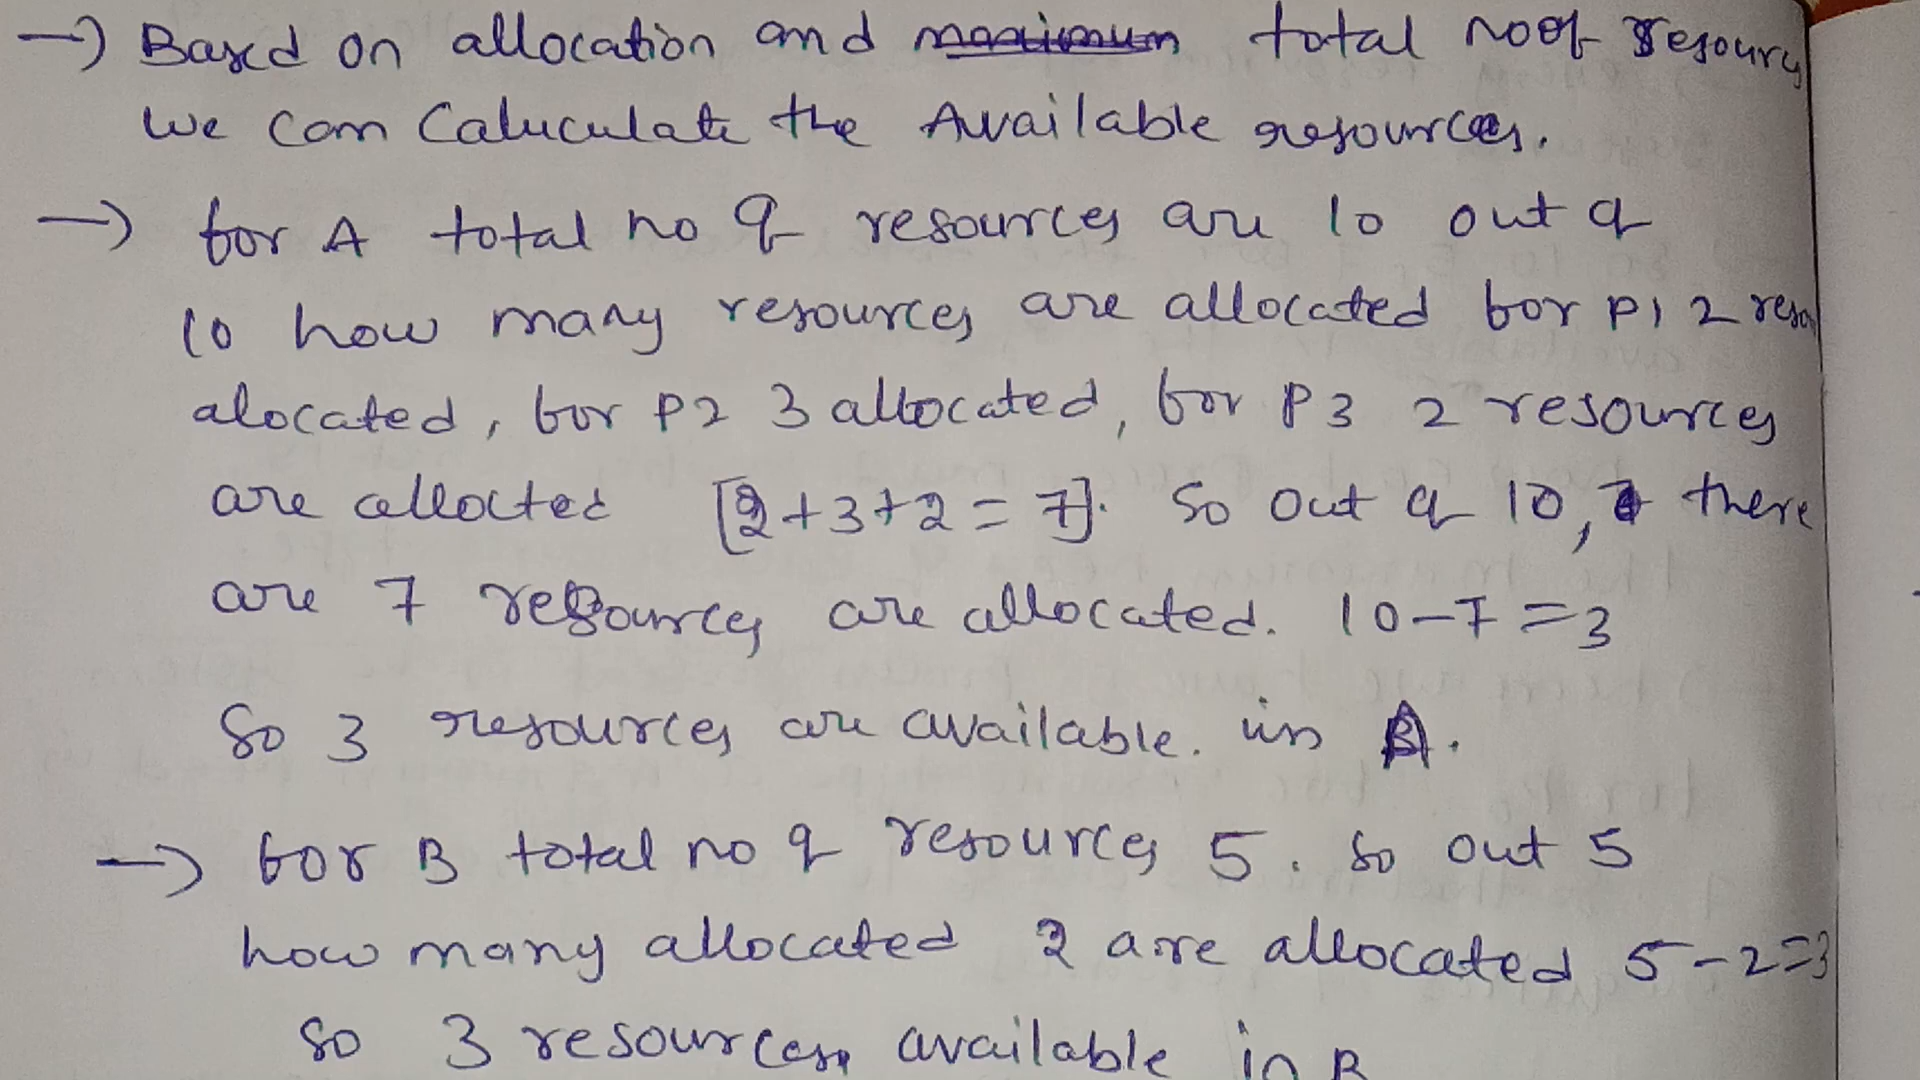 → Based on allocation and maximum total no of resourc
we can Caluculate the Available resources.
→ for A total no of resources are 10 out of
10 how many resources are allocated for P1 2 reso
alocated, for P2 3 allocated, for P3 2 resources
are allocted [2+3+2=7]. So out of 10, there
are 7 resources are allocated. 10-7=3
So 3 resources are available. in A.
→ for B total no of resources 5. So out 5
how many allocated 2 are allocated 5-2=3
So 3 resources available in B